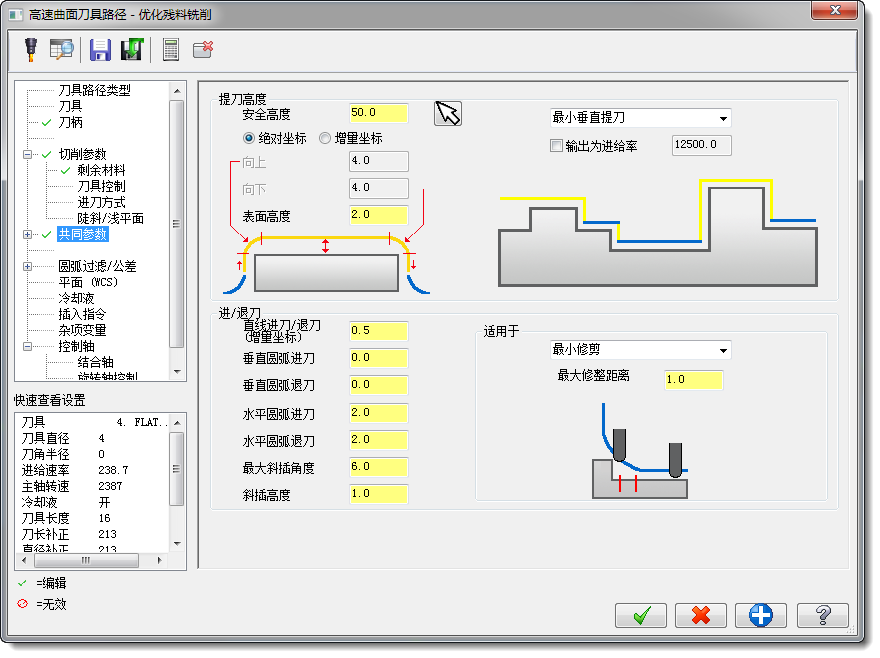 高速曲面刀具路径 - 优化残料铣削
刀具路径类型
刀具
刀柄
切削参数
剩余材料
刀具控制
进刀方式
陡斜/浅平面
共同参数
圆弧过滤/公差
平面 (WCS)
冷却液
插入指令
杂项变量
控制轴
结合轴
旋转轴控制
快速查看设置
刀具 4. FLAT..
刀具直径 4
刀角半径 0
进给速率 238.7
主轴转速 2387
冷却液 开
刀具长度 16
刀长补正 213
直径补正 213
=编辑
=无效
提刀高度
安全高度 50.0
绝对坐标 增量坐标
向上 4.0
向下 4.0
表面高度 2.0
最小垂直提刀
输出为进给率 12500.0
进/退刀
直线进刀/退刀
(增量坐标) 0.5
垂直圆弧进刀 0.0
垂直圆弧退刀 0.0
水平圆弧进刀 2.0
水平圆弧退刀 2.0
最大斜插角度 6.0
斜插高度 1.0
适用于
最小修剪
最大修整距离 1.0